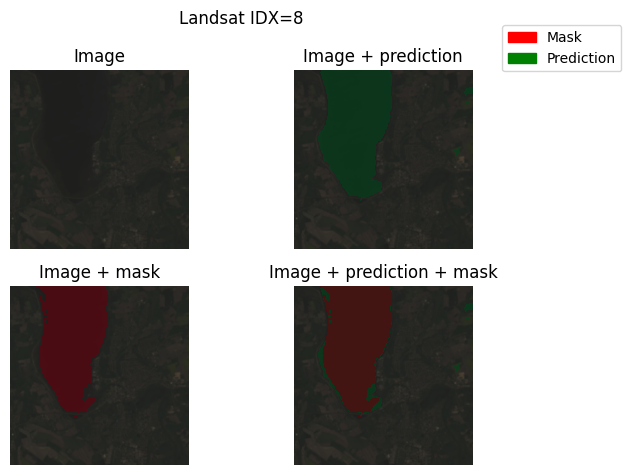 Landsat IDX=8
Mask
Prediction
Image
Image + prediction
Image + mask
Image + prediction + mask